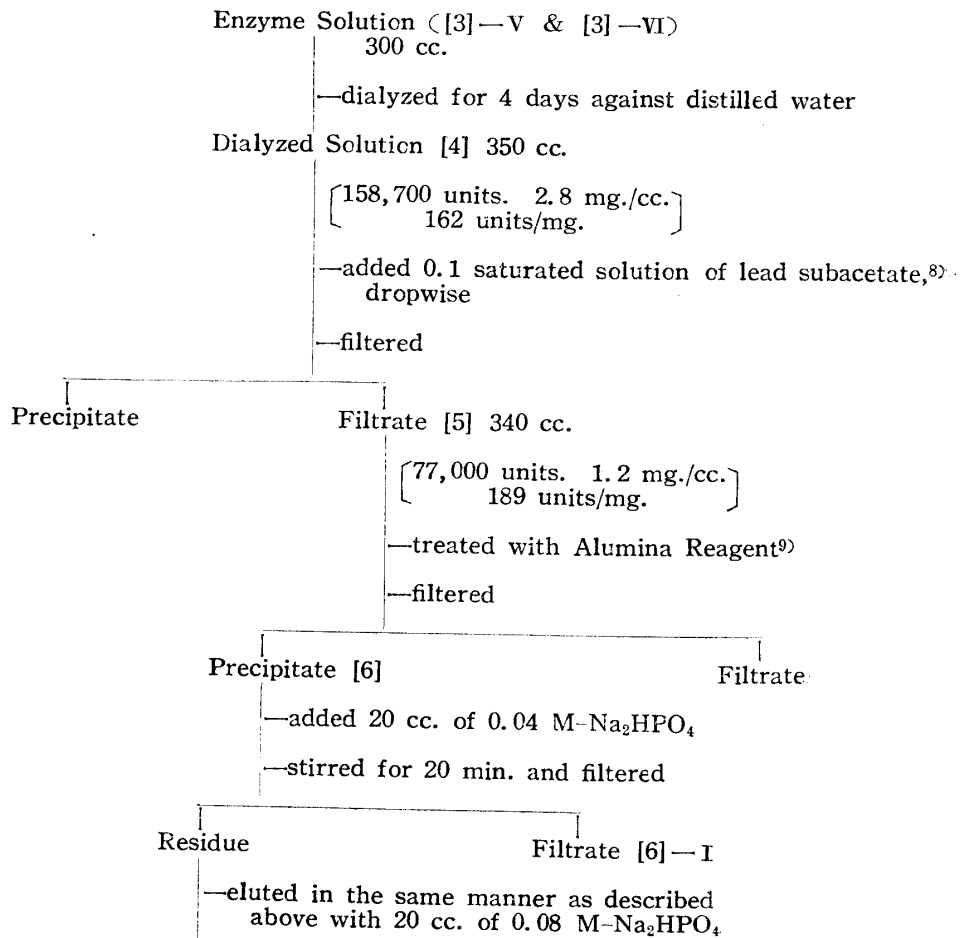 Enzyme Solution ([3]—V & [3]—VI)
300 cc.
—dialyzed for 4 days against distilled water
Dialyzed Solution [4] 350 cc.
[158,700 units. 2.8 mg./cc.
162 units/mg.]
—added 0.1 saturated solution of lead subacetate,8)
dropwise
—filtered
Precipitate
Filtrate [5] 340 cc.
[77,000 units. 1.2 mg./cc.
189 units/mg.]
—treated with Alumina Reagent9)
—filtered
Precipitate [6]
Filtrate
—added 20 cc. of 0.04 M-Na₂HPO₄
—stirred for 20 min. and filtered
Residue
Filtrate [6]—I
—eluted in the same manner as described
above with 20 cc. of 0.08 M-Na₂HPO₄